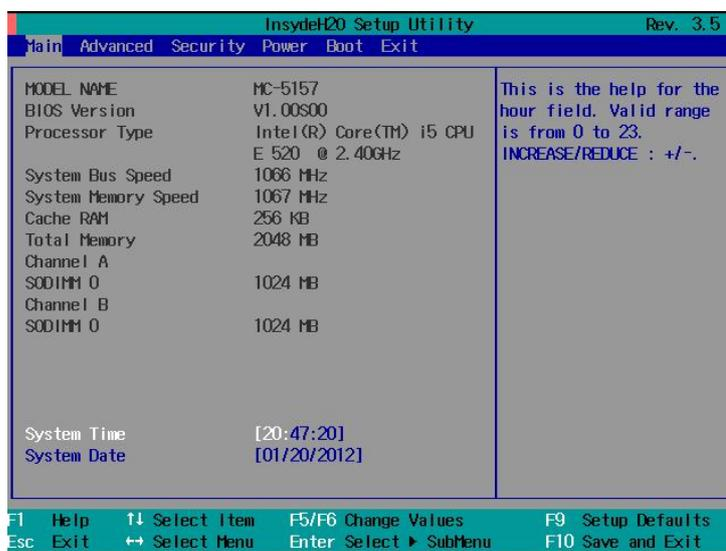 InsydeH20 Setup Utility Rev. 3.5
Main Advanced Security Power Boot Exit
MODEL NAME MC-5157
BIOS Version V1.00S00
Processor Type Intel(R) Core(TM) i5 CPU
E 520 @ 2.40GHz
System Bus Speed 1066 MHz
System Memory Speed 1067 MHz
Cache RAM 256 KB
Total Memory 2048 MB
Channel A
SODIMM 0 1024 MB
Channel B
SODIMM 0 1024 MB
System Time [20:47:20]
System Date [01/20/2012]
This is the help for the
hour field. Valid range
is from 0 to 23.
INCREASE/REDUCE : +/-.
F1 Help ↑↓ Select Item F5/F6 Change Values F9 Setup Defaults
Esc Exit ↔ Select Menu Enter Select ▶ SubMenu F10 Save and Exit